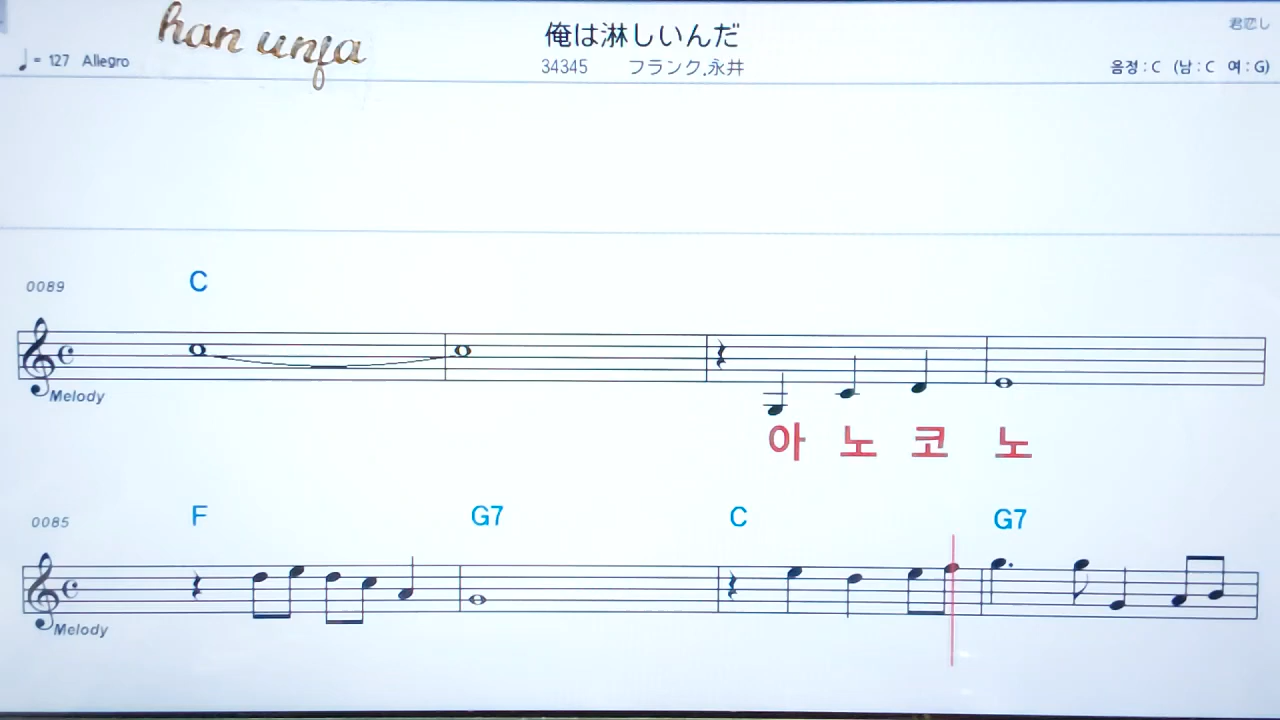 han unja
俺は淋しいんだ
君恋し
♩= 127 Allegro
34345 フランク.永井
음정 : C (남 : C 여 : G)
0089
C
Melody
아 노 코 노
0085
F G7 C G7
Melody